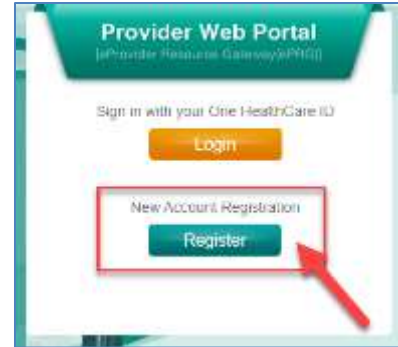 Provider Web Portal
[eProvider Resource Gateway(ePRG)]
Sign in with your One HealthCare ID
Login
New Account Registration
Register